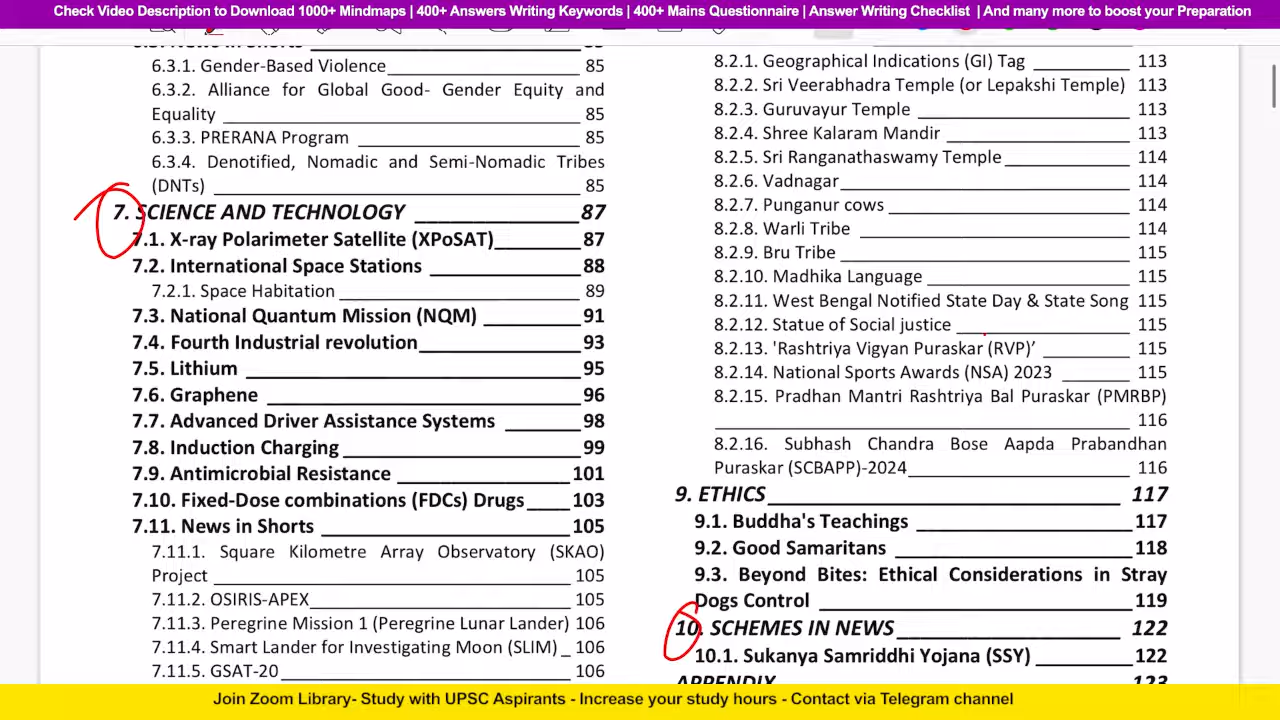 Check Video Description to Download 1000+ Mindmaps | 400+ Answers Writing Keywords | 400+ Mains Questionnaire | Answer Writing Checklist | And many more to boost your Preparation
6.3.1. Gender-Based Violence 85
6.3.2. Alliance for Global Good- Gender Equity and
Equality 85
6.3.3. PRERANA Program 85
6.3.4. Denotified, Nomadic and Semi-Nomadic Tribes
(DNTs) 85
7. SCIENCE AND TECHNOLOGY 87
7.1. X-ray Polarimeter Satellite (XPoSAT) 87
7.2. International Space Stations 88
7.2.1. Space Habitation 89
7.3. National Quantum Mission (NQM) 91
7.4. Fourth Industrial revolution 93
7.5. Lithium 95
7.6. Graphene 96
7.7. Advanced Driver Assistance Systems 98
7.8. Induction Charging 99
7.9. Antimicrobial Resistance 101
7.10. Fixed-Dose combinations (FDCs) Drugs 103
7.11. News in Shorts 105
7.11.1. Square Kilometre Array Observatory (SKAO)
Project 105
7.11.2. OSIRIS-APEX 105
7.11.3. Peregrine Mission 1 (Peregrine Lunar Lander) 106
7.11.4. Smart Lander for Investigating Moon (SLIM) 106
7.11.5. GSAT-20 106
8.2.1. Geographical Indications (GI) Tag 113
8.2.2. Sri Veerabhadra Temple (or Lepakshi Temple) 113
8.2.3. Guruvayur Temple 113
8.2.4. Shree Kalaram Mandir 113
8.2.5. Sri Ranganathaswamy Temple 114
8.2.6. Vadnagar 114
8.2.7. Punganur cows 114
8.2.8. Warli Tribe 114
8.2.9. Bru Tribe 115
8.2.10. Madhika Language 115
8.2.11. West Bengal Notified State Day & State Song 115
8.2.12. Statue of Social justice 115
8.2.13. 'Rashtriya Vigyan Puraskar (RVP)’ 115
8.2.14. National Sports Awards (NSA) 2023 115
8.2.15. Pradhan Mantri Rashtriya Bal Puraskar (PMRBP)
116
8.2.16. Subhash Chandra Bose Aapda Prabandhan
Puraskar (SCBAPP)-2024 116
9. ETHICS 117
9.1. Buddha's Teachings 117
9.2. Good Samaritans 118
9.3. Beyond Bites: Ethical Considerations in Stray
Dogs Control 119
10. SCHEMES IN NEWS 122
10.1. Sukanya Samriddhi Yojana (SSY) 122
APPENDIX 123
Join Zoom Library- Study with UPSC Aspirants - Increase your study hours - Contact via Telegram channel